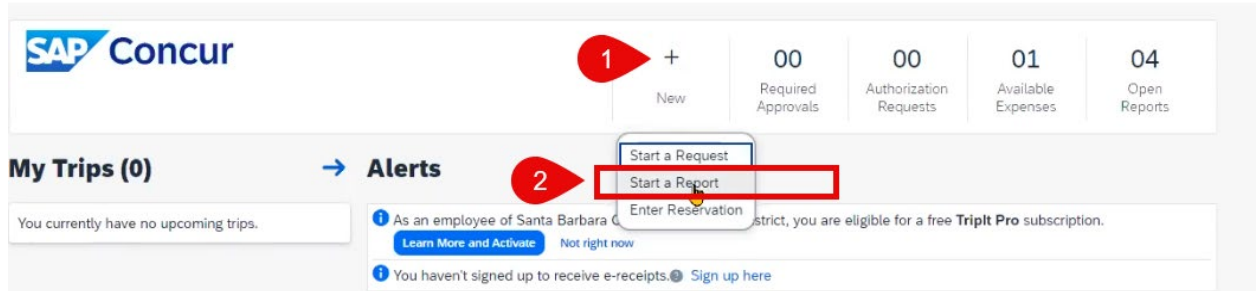 SAP Concur
1
+
New
00
Required
Approvals
00
Authorization
Requests
01
Available
Expenses
04
Open
Reports
My Trips (0) →
You currently have no upcoming trips.
Alerts
2
Start a Request
Start a Report
Enter Reservation
As an employee of Santa Barbara C strict, you are eligible for a free TripIt Pro subscription.
Learn More and Activate Not right now
You haven't signed up to receive e-receipts. Sign up here